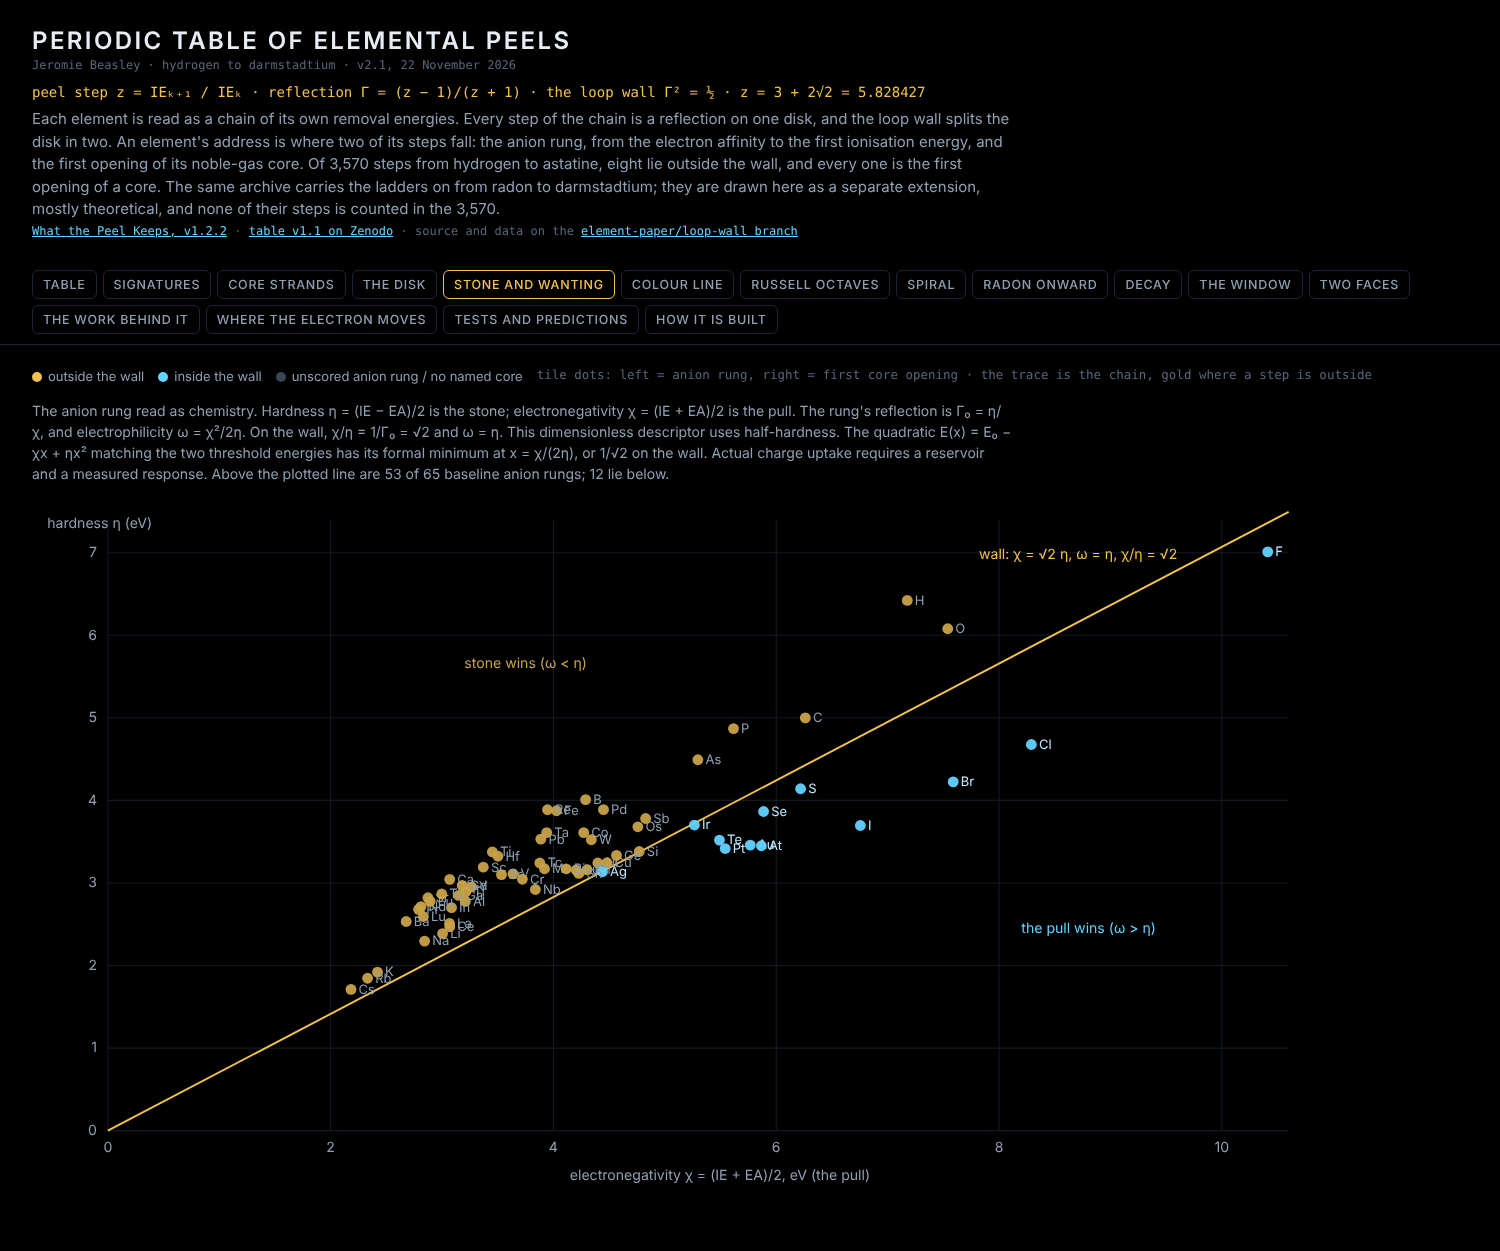 PERIODIC TABLE OF ELEMENTAL PEELS
Jeromie Beasley · hydrogen to darmstadtium · v2.1, 22 November 2026
peel step z = IEₖ₊₁ / IEₖ · reflection Γ = (z − 1)/(z + 1) · the loop wall Γ² = ½ · z = 3 + 2√2 = 5.828427
Each element is read as a chain of its own removal energies. Every step of the chain is a reflection on one disk, and the loop wall splits the
disk in two. An element's address is where two of its steps fall: the anion rung, from the electron affinity to the first ionisation energy, and
the first opening of its noble-gas core. Of 3,570 steps from hydrogen to astatine, eight lie outside the wall, and every one is the first
opening of a core. The same archive carries the ladders on from radon to darmstadtium; they are drawn here as a separate extension,
mostly theoretical, and none of their steps is counted in the 3,570.
What the Peel Keeps, v1.2.2 · table v1.1 on Zenodo · source and data on the element-paper/loop-wall branch
TABLE SIGNATURES CORE STRANDS THE DISK STONE AND WANTING COLOUR LINE RUSSELL OCTAVES SPIRAL RADON ONWARD DECAY THE WINDOW TWO FACES
THE WORK BEHIND IT WHERE THE ELECTRON MOVES TESTS AND PREDICTIONS HOW IT IS BUILT
outside the wall inside the wall unscored anion rung / no named core tile dots: left = anion rung, right = first core opening · the trace is the chain, gold where a step is outside
The anion rung read as chemistry. Hardness η = (IE − EA)/2 is the stone; electronegativity χ = (IE + EA)/2 is the pull. The rung's reflection is Γ₀ = η/
χ, and electrophilicity ω = χ²/2η. On the wall, χ/η = 1/Γ₀ = √2 and ω = η. This dimensionless descriptor uses half-hardness. The quadratic E(x) = E₀ −
χx + ηx² matching the two threshold energies has its formal minimum at x = χ/(2η), or 1/√2 on the wall. Actual charge uptake requires a reservoir
and a measured response. Above the plotted line are 53 of 65 baseline anion rungs; 12 lie below.
hardness η (eV)
7
wall: χ = √2 η, ω = η, χ/η = √2
F
H
O
6
stone wins (ω < η)
5
C
P
As
Cl
Br
S
4
B
Fe
Pd
Se
Sb
Os
Ir
I
Ta
Co
Pb
W
Te
Pt
At
Si
Ti
Hf
Sc
Cr
Ag
3
Nb
Ca
Al
In
Lu
Ba
La
Ce
Li
Na
the pull wins (ω > η)
2
K
Rb
Cs
1
0
0 2 4 6 8 10
electronegativity χ = (IE + EA)/2, eV (the pull)